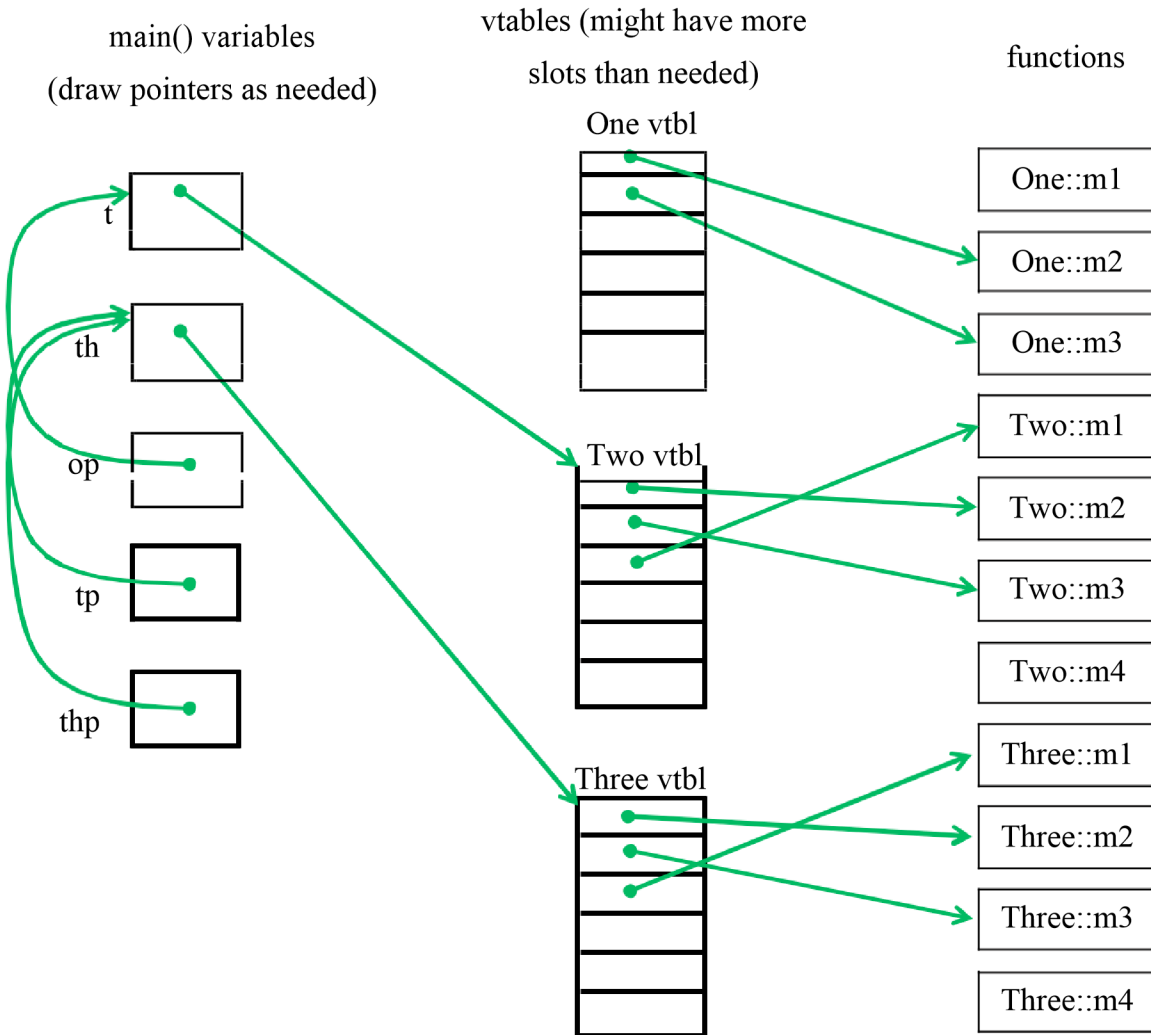 main() variables
(draw pointers as needed)
t
th
op
tp
thp
vtables (might have more
slots than needed)
One vtbl
Two vtbl
Three vtbl
functions
One::m1
One::m2
One::m3
Two::m1
Two::m2
Two::m3
Two::m4
Three::m1
Three::m2
Three::m3
Three::m4